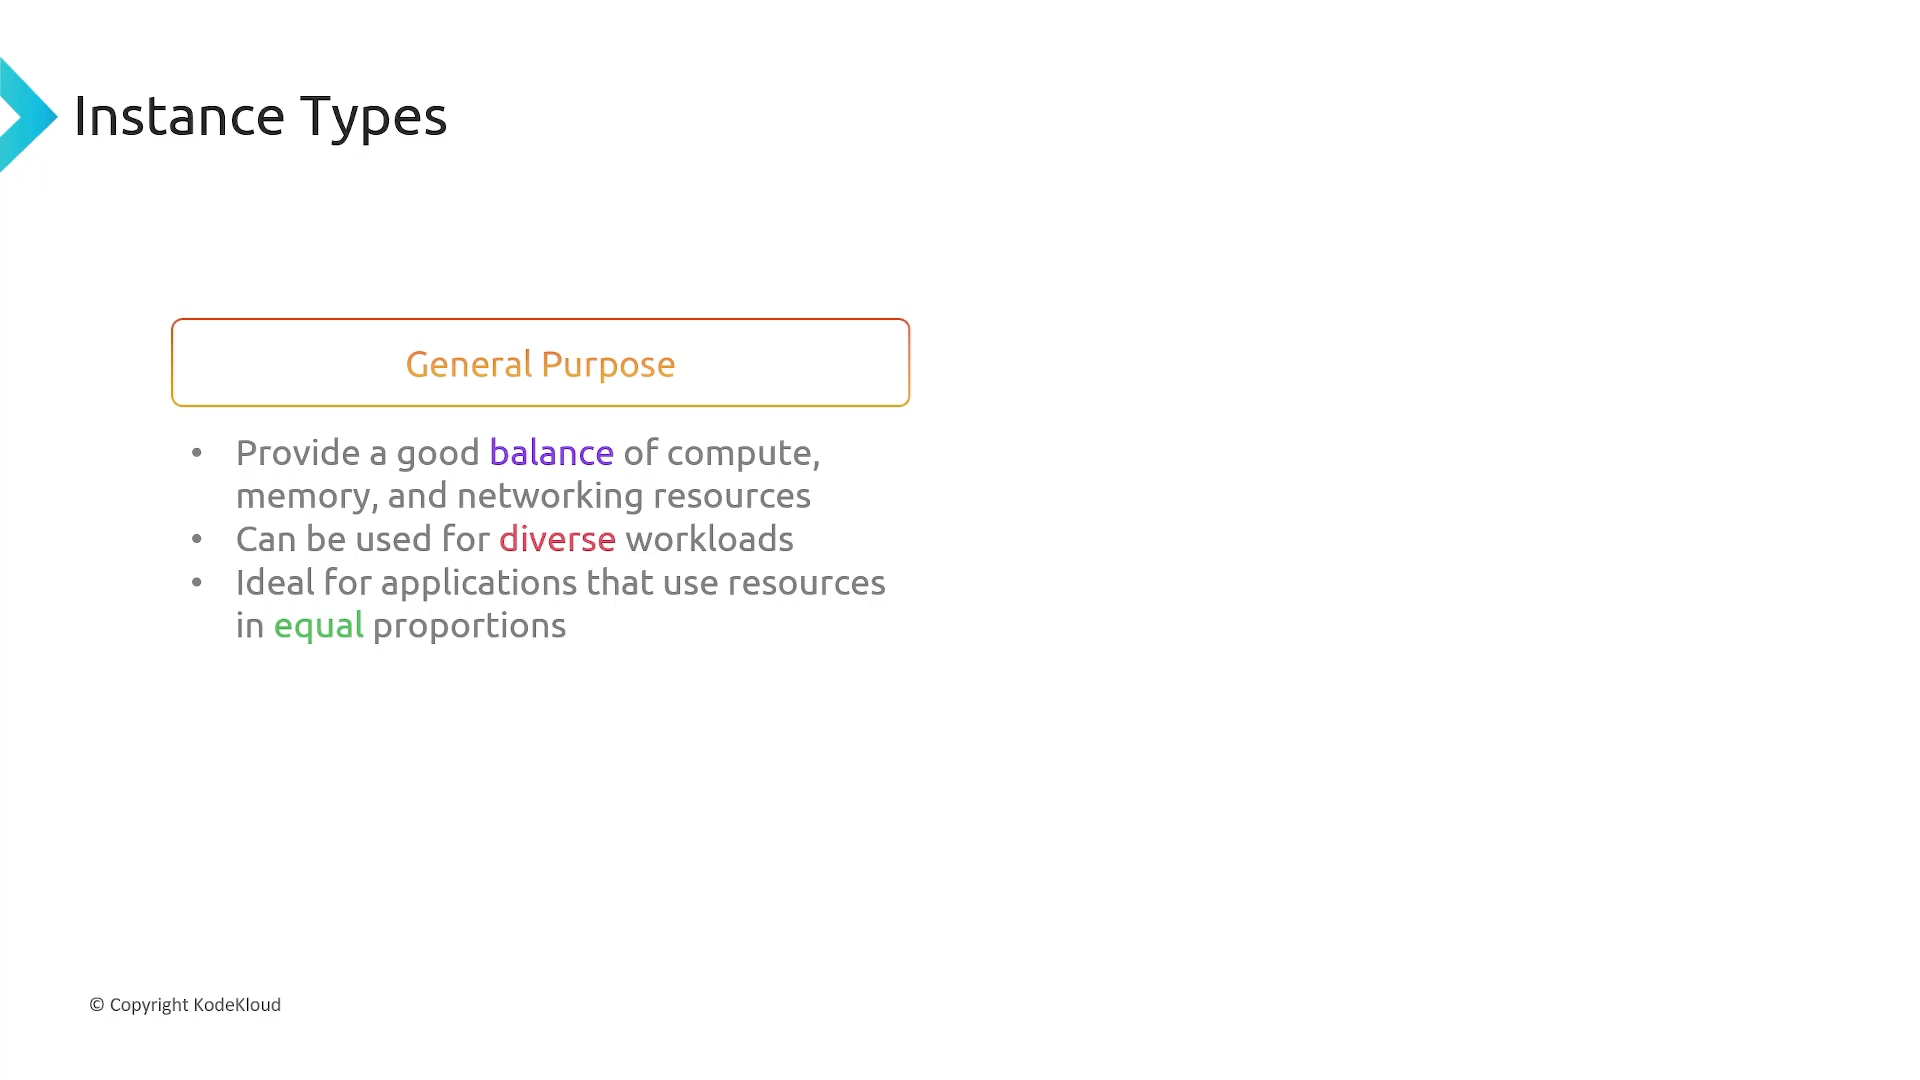 Instance Types
General Purpose
• Provide a good balance of compute,
memory, and networking resources
• Can be used for diverse workloads
• Ideal for applications that use resources
in equal proportions
© Copyright KodeKloud